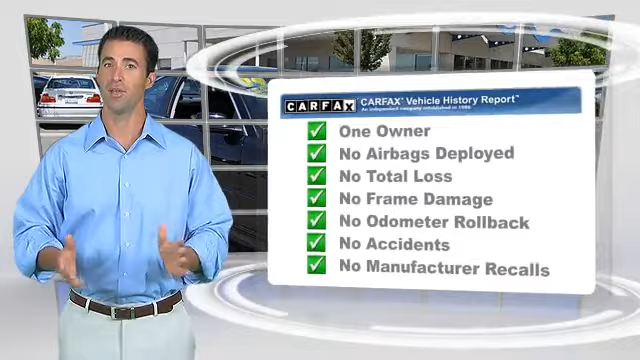 CARFAX
CARFAX Vehicle History Report™
An independent company established in 1986
One Owner
No Airbags Deployed
No Total Loss
No Frame Damage
No Odometer Rollback
No Accidents
No Manufacturer Recalls